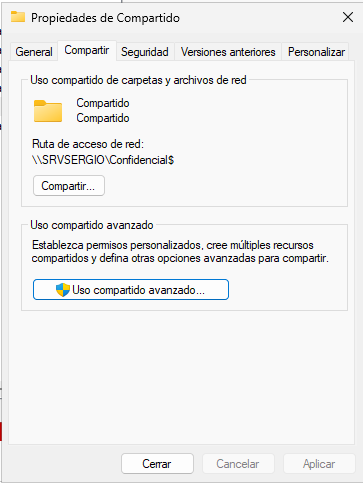 Propiedades de Compartido
General Compartir Seguridad Versiones anteriores Personalizar
Uso compartido de carpetas y archivos de red
Compartido
Compartido
Ruta de acceso de red:
\\SRVSERGIO\Confidencial$
Compartir...
Uso compartido avanzado
Establezca permisos personalizados, cree múltiples recursos
compartidos y defina otras opciones avanzadas para compartir.
Uso compartido avanzado...
Cerrar Cancelar Aplicar